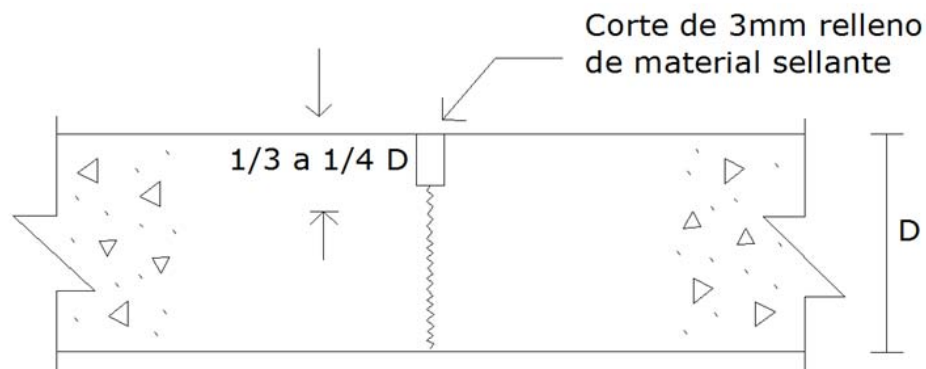 Corte de 3mm relleno
de material sellante
1/3 a 1/4 D
D